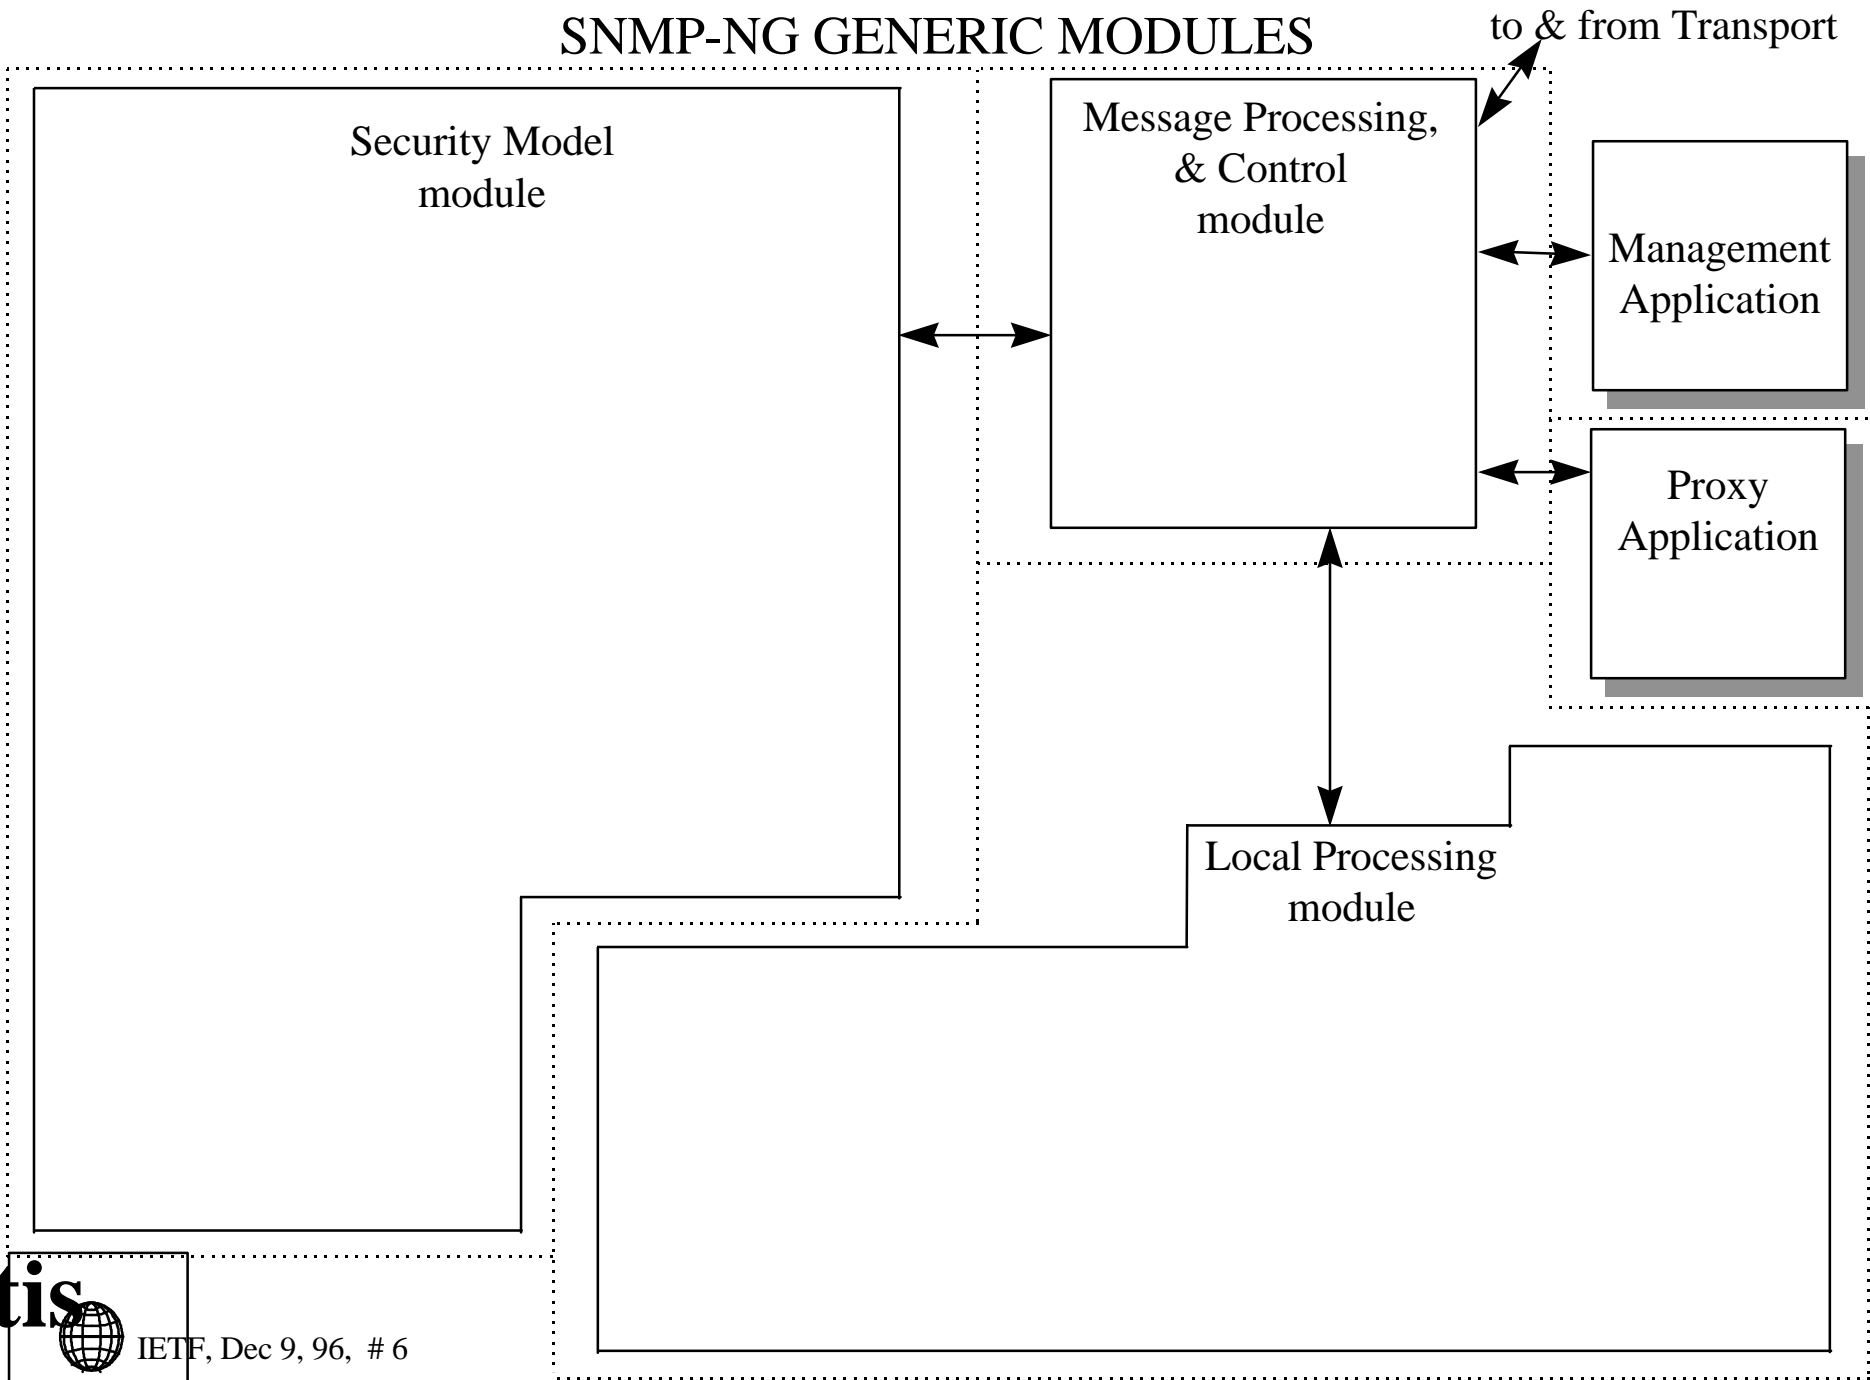 SNMP-NG GENERIC MODULES
to & from Transport
Security Model
module
Message Processing,
& Control
module
Management
Application
Proxy
Application
Local Processing
module
tis
IETF, Dec 9, 96, # 6